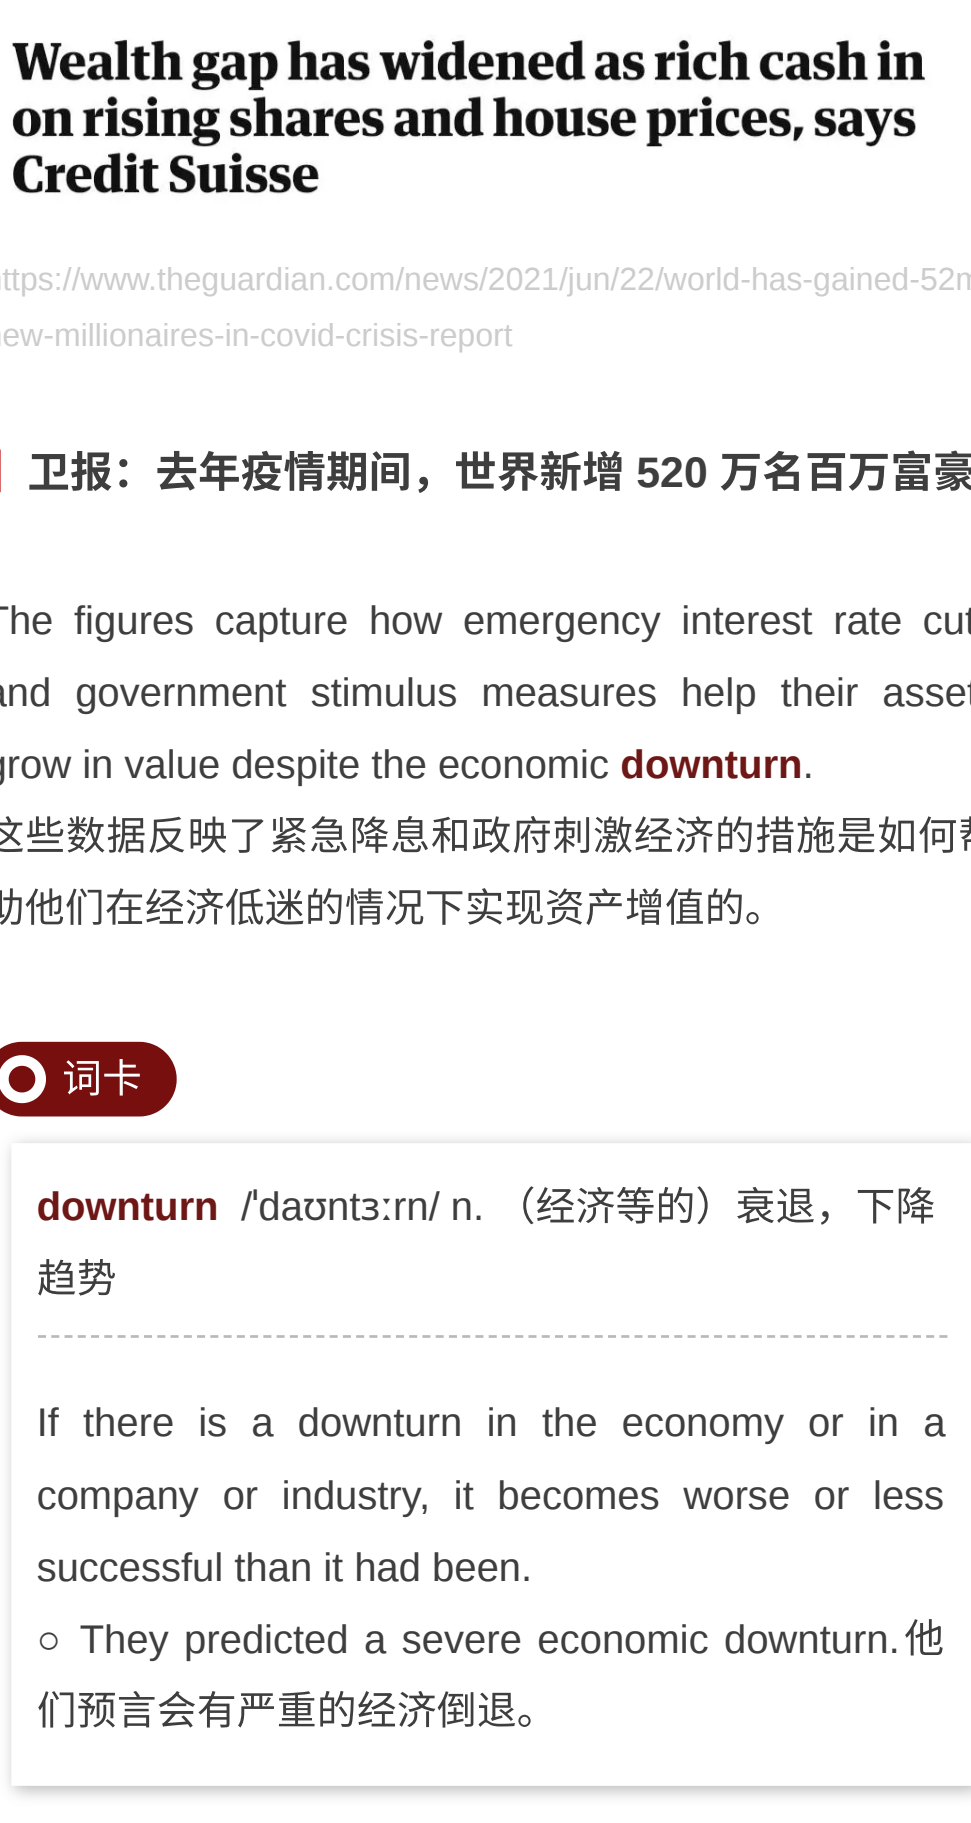 Wealth gap has widened as rich cash in
on rising shares and house prices, says
Credit Suisse
ttps://www.theguardian.com/news/2021/jun/22/world-has-gained-52m
ew-millionaires-in-covid-crisis-report
卫报：去年疫情期间，世界新增 520 万名百万富豪
The figures capture how emergency interest rate cut
and government stimulus measures help their asset
grow in value despite the economic downturn.
这些数据反映了紧急降息和政府刺激经济的措施是如何帮
助他们在经济低迷的情况下实现资产增值的。
词卡
downturn /ˈdaʊntɜːrn/ n. （经济等的）衰退，下降
趋势
If there is a downturn in the economy or in a
company or industry, it becomes worse or less
successful than it had been.
○ They predicted a severe economic downturn.他
们预言会有严重的经济倒退。